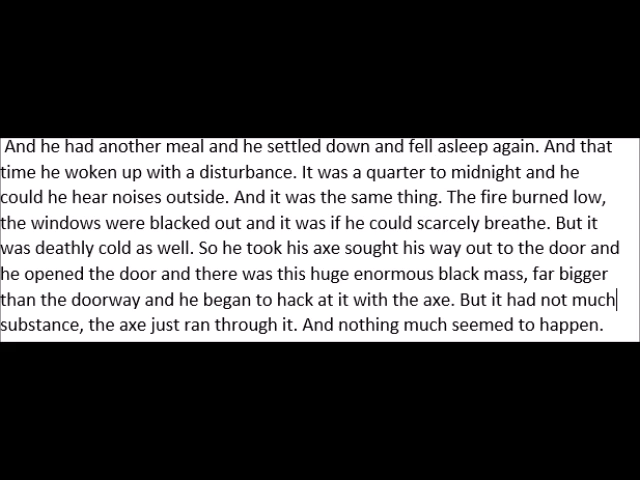 And he had another meal and he settled down and fell asleep again. And that
time he woken up with a disturbance. It was a quarter to midnight and he
could he hear noises outside. And it was the same thing. The fire burned low,
the windows were blacked out and it was if he could scarcely breathe. But it
was deathly cold as well. So he took his axe sought his way out to the door and
he opened the door and there was this huge enormous black mass, far bigger
than the doorway and he began to hack at it with the axe. But it had not much
substance, the axe just ran through it. And nothing much seemed to happen.